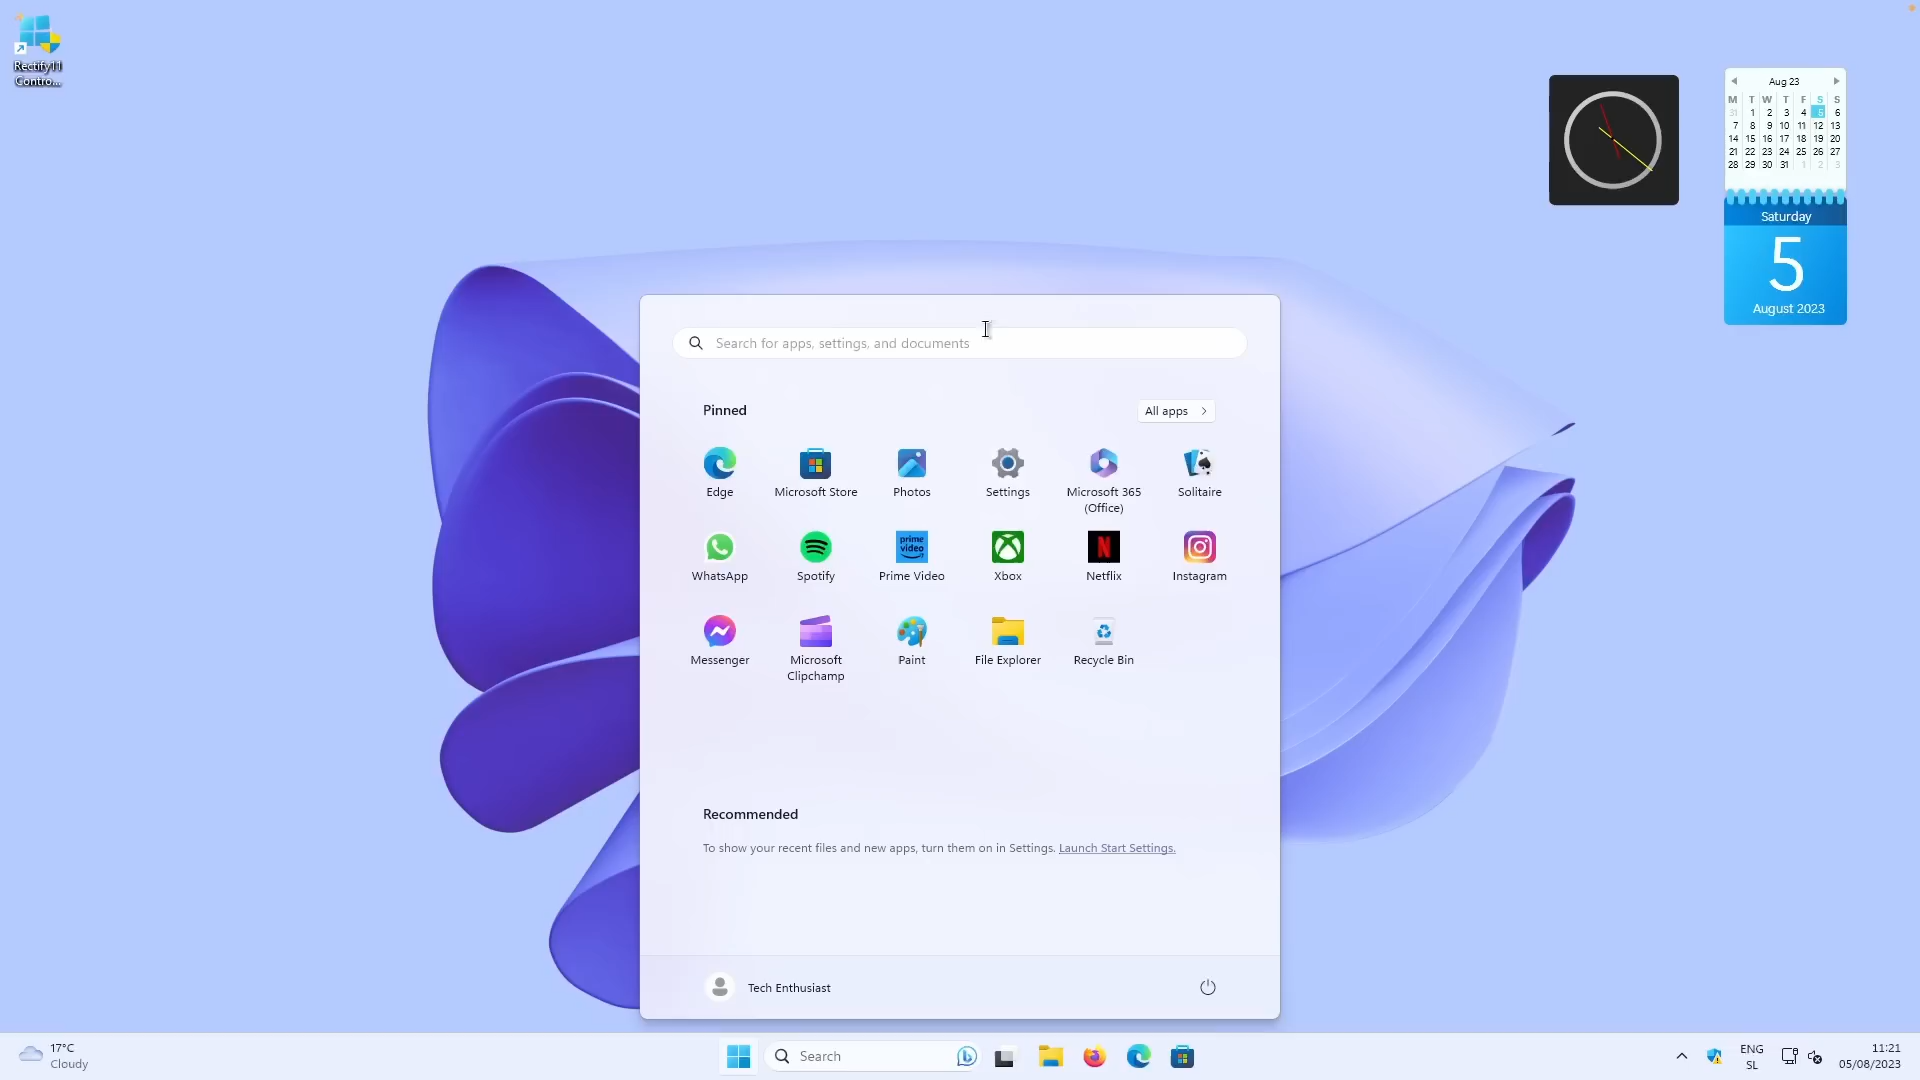 Rectify11
Contro...
Aug 23
M T W T F S S
31 1 2 3 4 5 6
7 8 9 10 11 12 13
14 15 16 17 18 19 20
21 22 23 24 25 26 27
28 29 30 31 1 2 3
Saturday
5
August 2023
Search for apps, settings, and documents
Pinned
All apps
Edge
Microsoft Store
Photos
Settings
Microsoft 365
(Office)
Solitaire
WhatsApp
Spotify
prime
video
Prime Video
Xbox
N
Netflix
Instagram
Messenger
Microsoft
Clipchamp
Paint
File Explorer
Recycle Bin
Recommended
To show your recent files and new apps, turn them on in Settings. Launch Start Settings.
Tech Enthusiast
17°C
Cloudy
Search
ENG
SL
11:21
05/08/2023